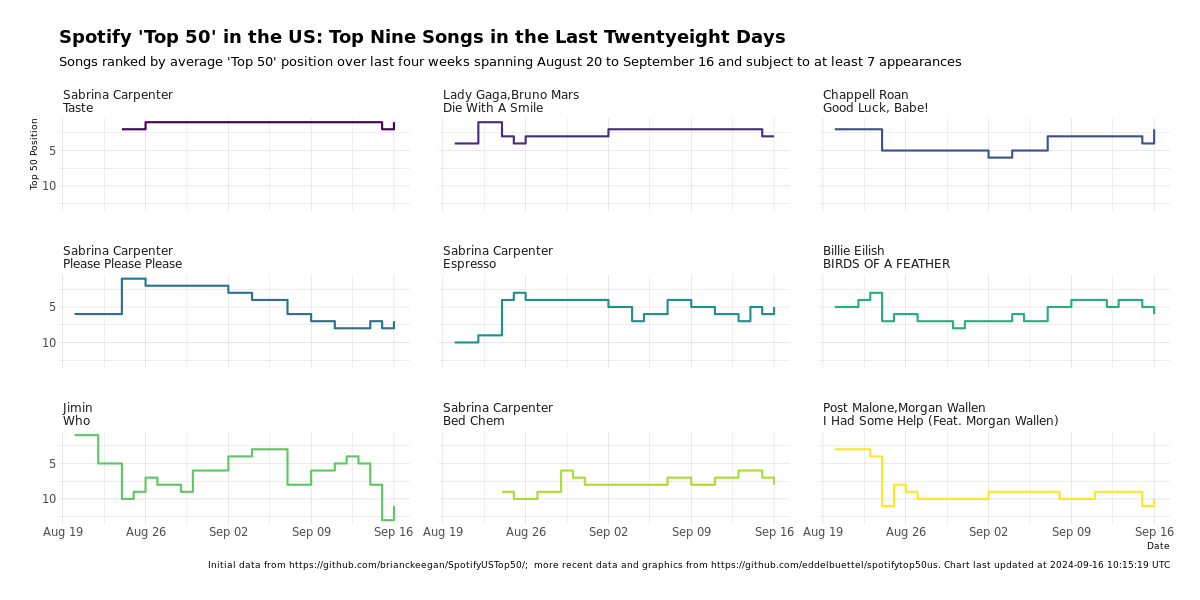 Spotify 'Top 50' in the US: Top Nine Songs in the Last Twentyeight Days
Songs ranked by average 'Top 50' position over last four weeks spanning August 20 to September 16 and subject to at least 7 appearances
Sabrina Carpenter
Taste
Lady Gaga,Bruno Mars
Die With A Smile
Chappell Roan
Good Luck, Babe!
Top 50 Position
5
10
Sabrina Carpenter
Please Please Please
Sabrina Carpenter
Espresso
Billie Eilish
BIRDS OF A FEATHER
5
10
Jimin
Who
Sabrina Carpenter
Bed Chem
Post Malone,Morgan Wallen
I Had Some Help (Feat. Morgan Wallen)
5
10
Aug 19 Aug 26 Sep 02 Sep 09 Sep 16 Aug 19 Aug 26 Sep 02 Sep 09 Sep 16 Aug 19 Aug 26 Sep 02 Sep 09 Sep 16
Date
Initial data from https://github.com/brianckeegan/SpotifyUSTop50/; more recent data and graphics from https://github.com/eddelbuettel/spotifytop50us. Chart last updated at 2024-09-16 10:15:19 UTC